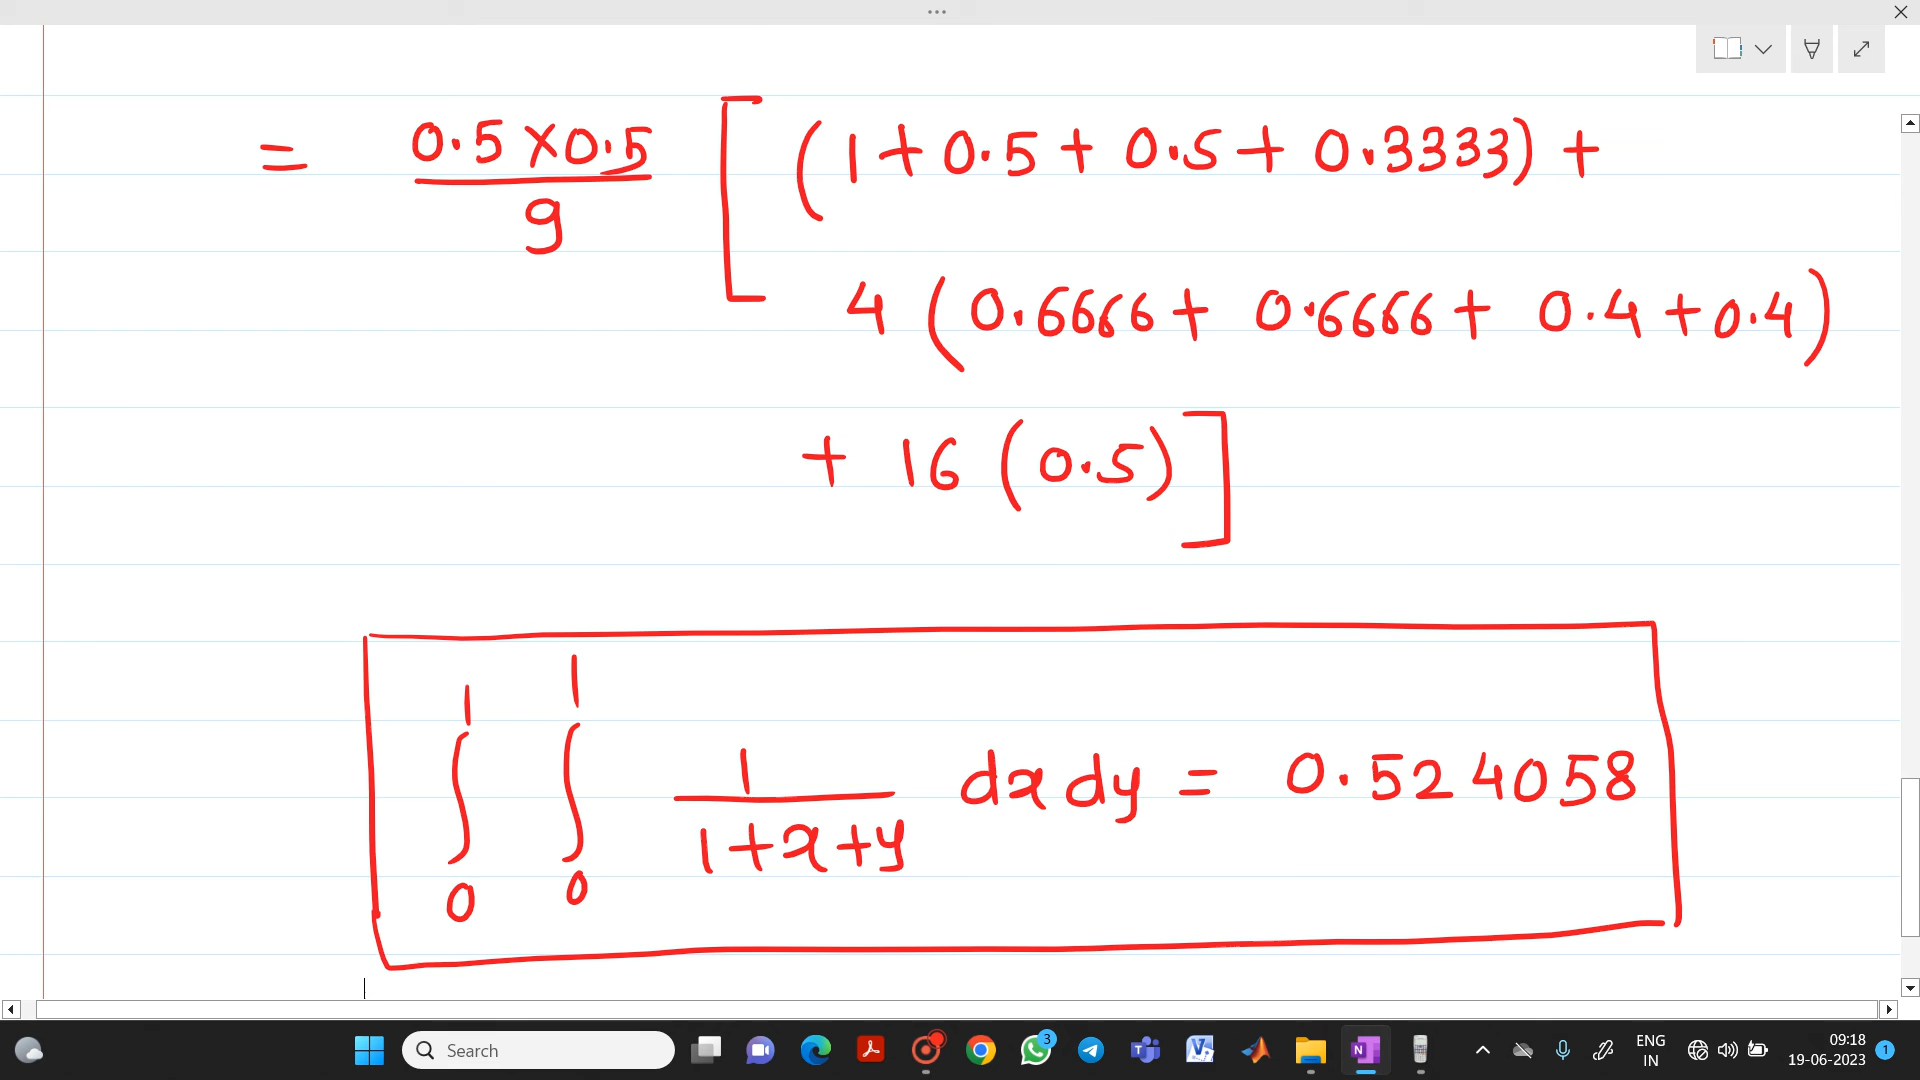 = 0.5 × 0.5 / 9 [ (1 + 0.5 + 0.5 + 0.3333) +
4 (0.6666 + 0.6666 + 0.4 + 0.4)
+ 16 (0.5) ]
∫₀¹ ∫₀¹ 1 / 1+x+y dx dy = 0.524058
Search
3
ENG
IN
09:18
19-06-2023
1